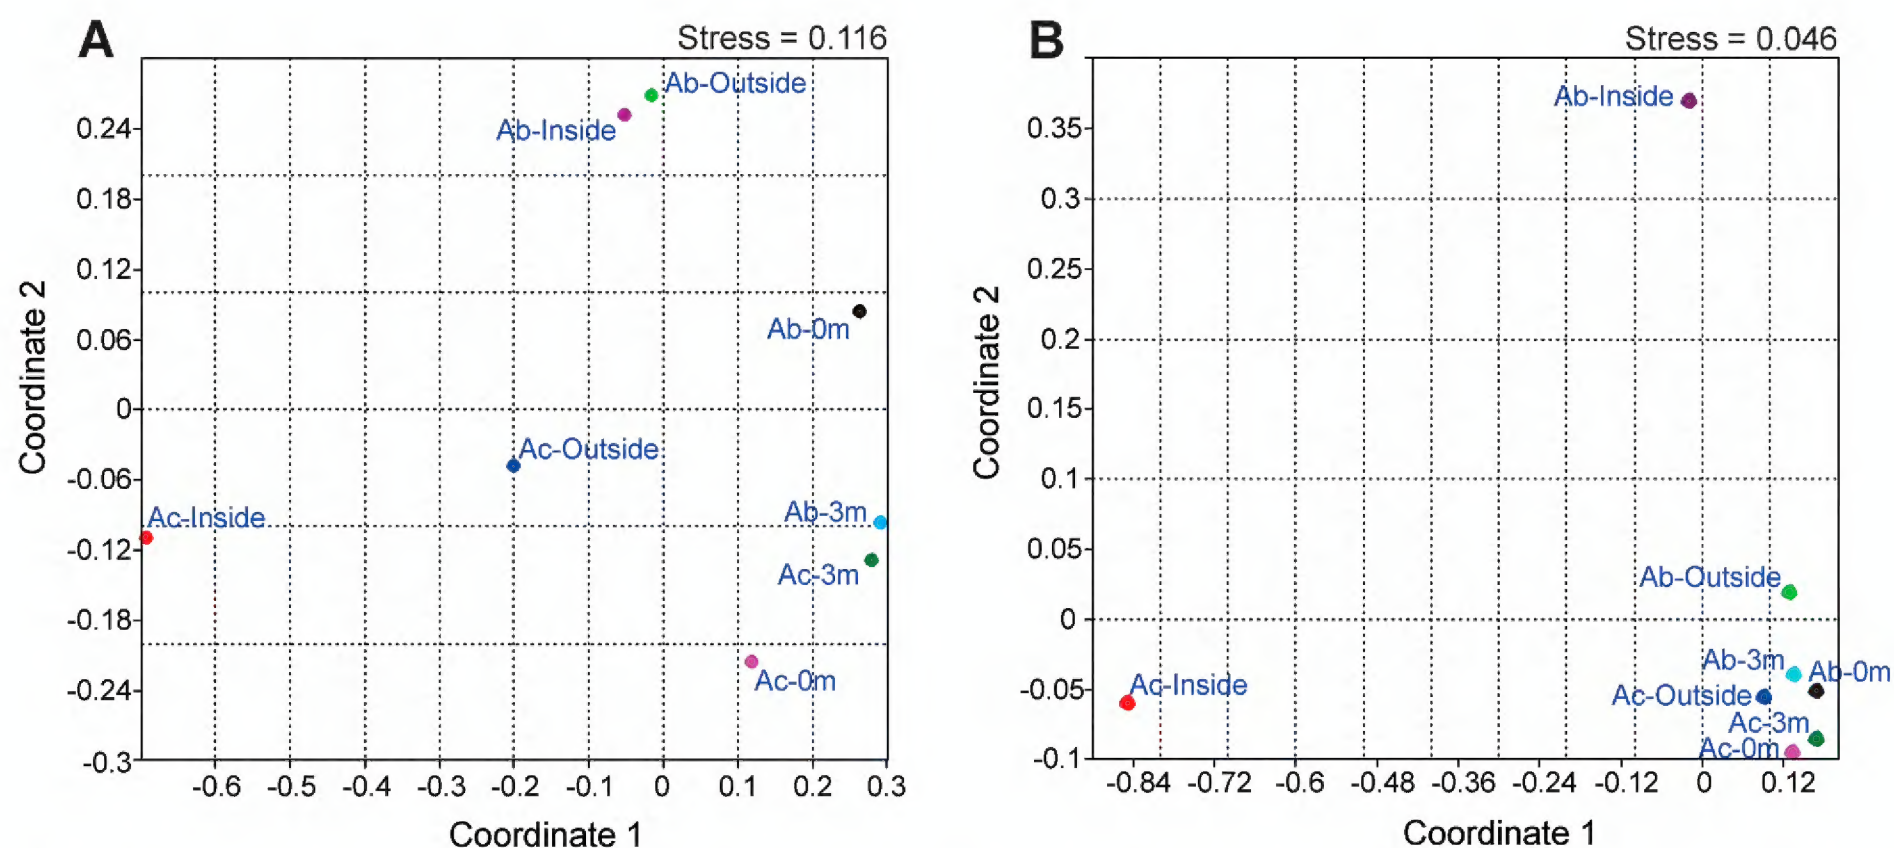 A
Stress = 0.116
Ab-Outside
Ab-Inside
Ab-0m
Ac-Outside
Ac-Inside
Ab-3m
Ac-3m
Ac-0m
0.24
0.18
0.12
0.06
0
-0.06
-0.12
-0.18
-0.24
-0.3
Coordinate 2
-0.6 -0.5 -0.4 -0.3 -0.2 -0.1 0 0.1 0.2 0.3
Coordinate 1
B
Stress = 0.046
Ab-Inside
Ab-Outside
Ab-3m
Ab-0m
Ac-Inside
Ac-Outside
Ac-3m
Ac-0m
0.35
0.3
0.25
0.2
0.15
0.1
0.05
0
-0.05
-0.1
Coordinate 2
-0.84 -0.72 -0.6 -0.48 -0.36 -0.24 -0.12 0 0.12
Coordinate 1